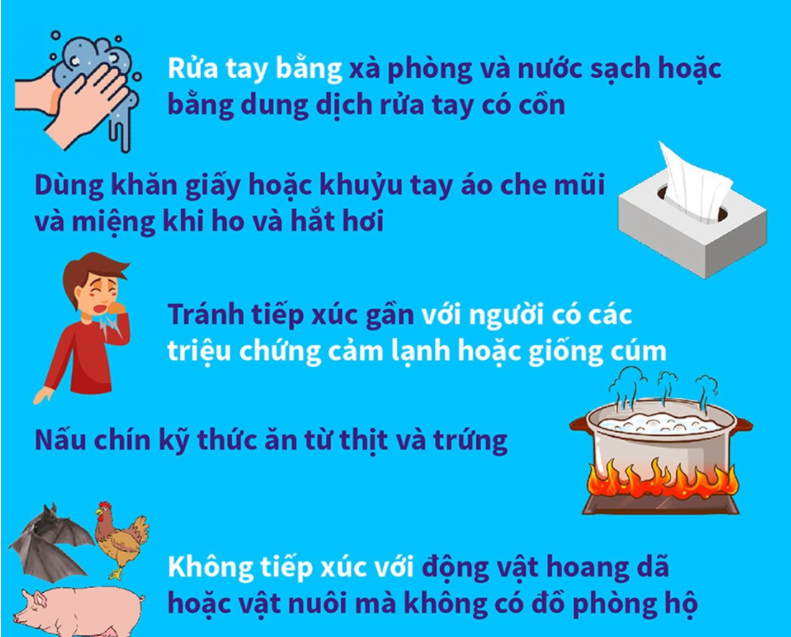 Rửa tay bằng xà phòng và nước sạch hoặc
bằng dung dịch rửa tay có cồn
Dùng khăn giấy hoặc khuỷu tay áo che mũi
và miệng khi ho và hắt hơi
Tránh tiếp xúc gần với người có các
triệu chứng cảm lạnh hoặc giống cúm
Nấu chín kỹ thức ăn từ thịt và trứng
Không tiếp xúc với động vật hoang dã
hoặc vật nuôi mà không có đồ phòng hộ